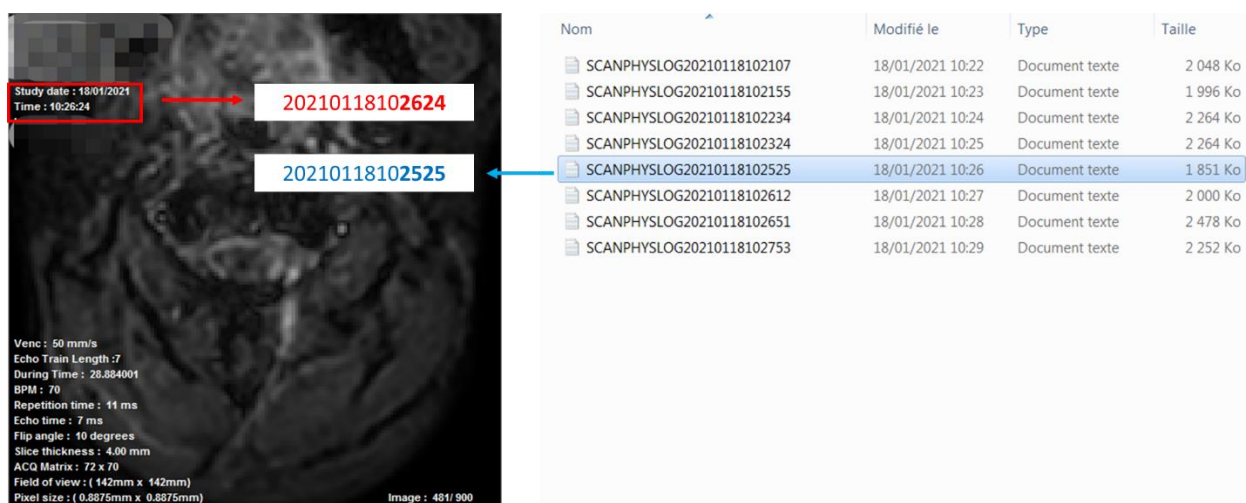 Study date : 18/01/2021
Time : 10:26:24
20210118102624
20210118102525
Venc : 50 mm/s
Echo Train Length :7
During Time : 28.884001
BPM : 70
Repetition time : 11 ms
Echo time : 7 ms
Flip angle : 10 degrees
Slice thickness : 4.00 mm
ACQ Matrix : 72 x 70
Field of view : ( 142mm x 142mm)
Pixel size : ( 0.8875mm x 0.8875mm)
Image : 481/ 900
Nom Modifié le Type Taille
SCANPHYSLOG20210118102107 18/01/2021 10:22 Document texte 2 048 Ko
SCANPHYSLOG20210118102155 18/01/2021 10:23 Document texte 1 996 Ko
SCANPHYSLOG20210118102234 18/01/2021 10:24 Document texte 2 264 Ko
SCANPHYSLOG20210118102324 18/01/2021 10:25 Document texte 2 264 Ko
SCANPHYSLOG20210118102525 18/01/2021 10:26 Document texte 1 851 Ko
SCANPHYSLOG20210118102612 18/01/2021 10:27 Document texte 2 000 Ko
SCANPHYSLOG20210118102651 18/01/2021 10:28 Document texte 2 478 Ko
SCANPHYSLOG20210118102753 18/01/2021 10:29 Document texte 2 252 Ko